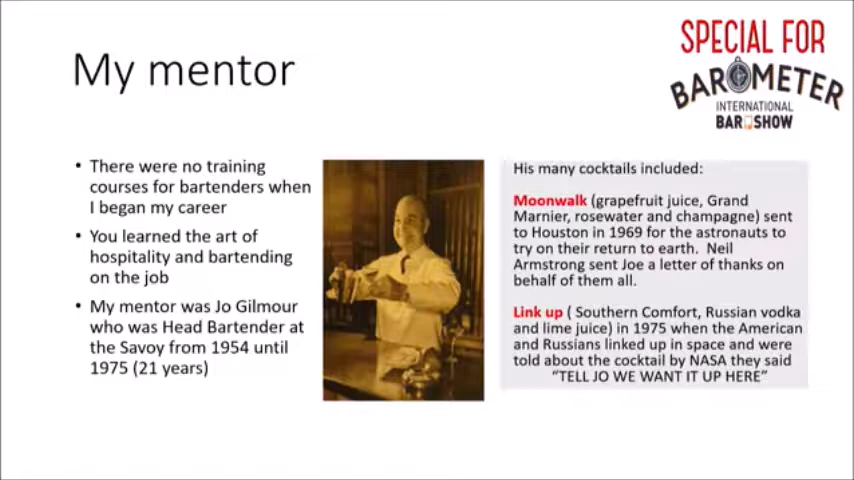 My mentor
SPECIAL FOR
BAROMETER
INTERNATIONAL
BAR SHOW
• There were no training
courses for bartenders when
I began my career
• You learned the art of
hospitality and bartending
on the job
• My mentor was Jo Gilmour
who was Head Bartender at
the Savoy from 1954 until
1975 (21 years)
His many cocktails included:
Moonwalk (grapefruit juice, Grand
Marnier, rosewater and champagne) sent
to Houston in 1969 for the astronauts to
try on their return to earth. Neil
Armstrong sent Joe a letter of thanks on
behalf of them all.
Link up ( Southern Comfort, Russian vodka
and lime juice) in 1975 when the American
and Russians linked up in space and were
told about the cocktail by NASA they said
“TELL JO WE WANT IT UP HERE”